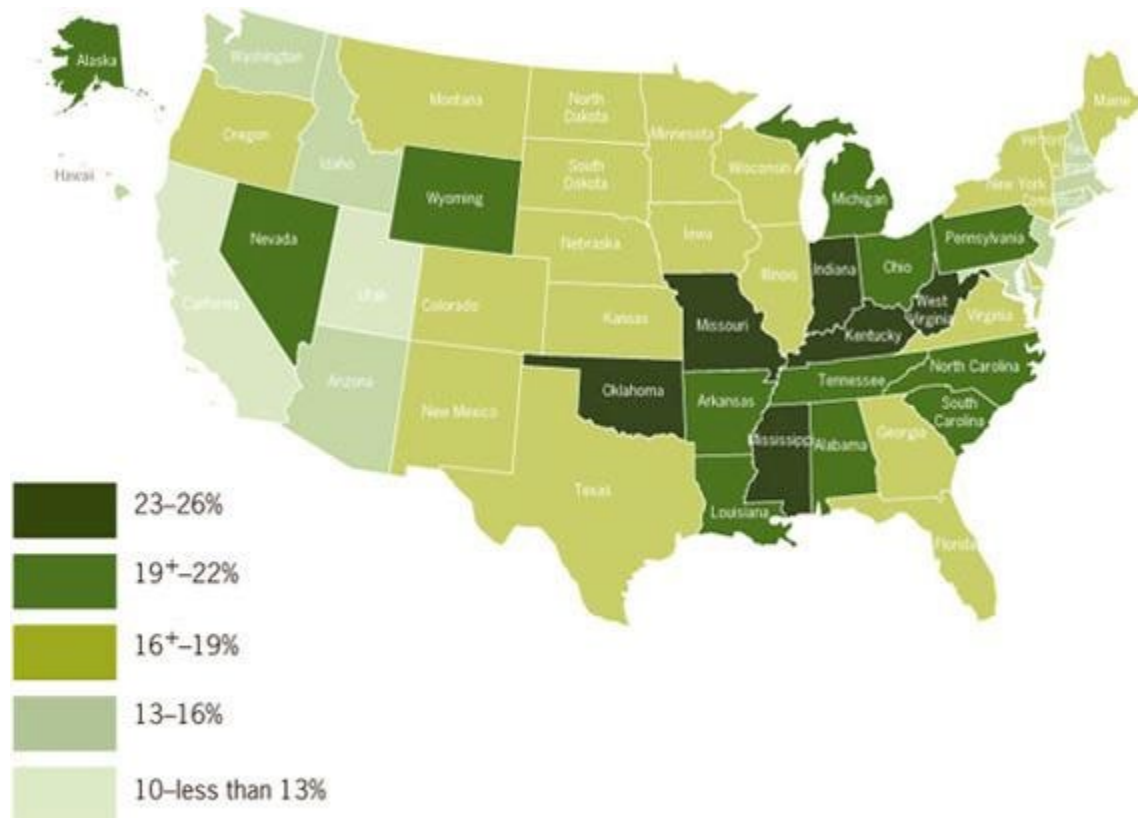 Alaska
Washington
Montana
North
Dakota
Minnesota
Maine
Oregon
Idaho
Hawaii
South
Dakota
Wisconsin
Vermont
Wyoming
Michigan
New York
Nevada
Nebraska
Iowa
Pennsylvania
Illinois
Indiana
Ohio
California
Utah
Colorado
Kansas
Missouri
West
Virginia
Virginia
Kentucky
Arizona
New Mexico
Oklahoma
Arkansas
Tennessee
North Carolina
South
Carolina
Mississippi
Alabama
Georgia
Texas
Louisiana
Florida
23–26%
19⁺–22%
16⁺–19%
13–16%
10–less than 13%